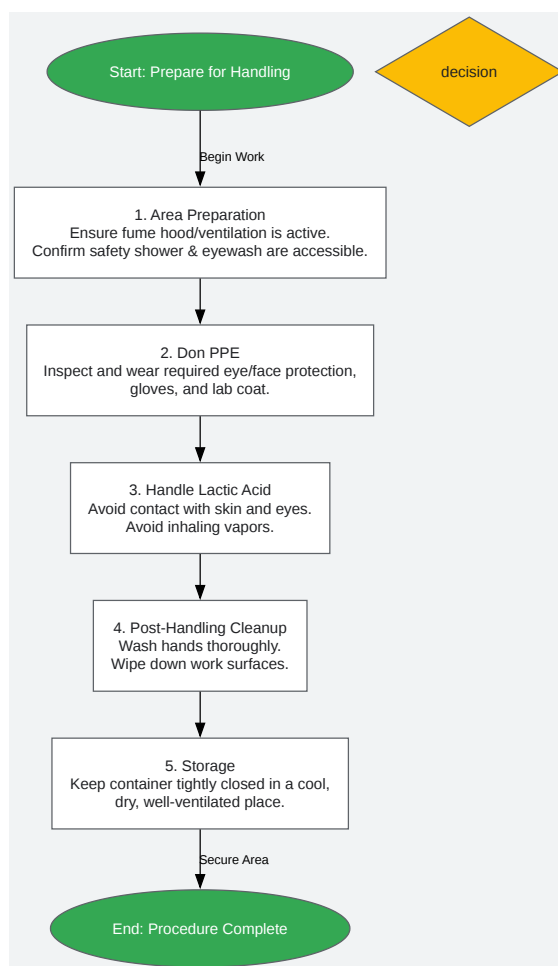 Start: Prepare for Handling
decision
Begin Work
1. Area Preparation
Ensure fume hood/ventilation is active.
Confirm safety shower & eyewash are accessible.
2. Don PPE
Inspect and wear required eye/face protection,
gloves, and lab coat.
3. Handle Lactic Acid
Avoid contact with skin and eyes.
Avoid inhaling vapors.
4. Post-Handling Cleanup
Wash hands thoroughly.
Wipe down work surfaces.
5. Storage
Keep container tightly closed in a cool,
dry, well-ventilated place.
Secure Area
End: Procedure Complete